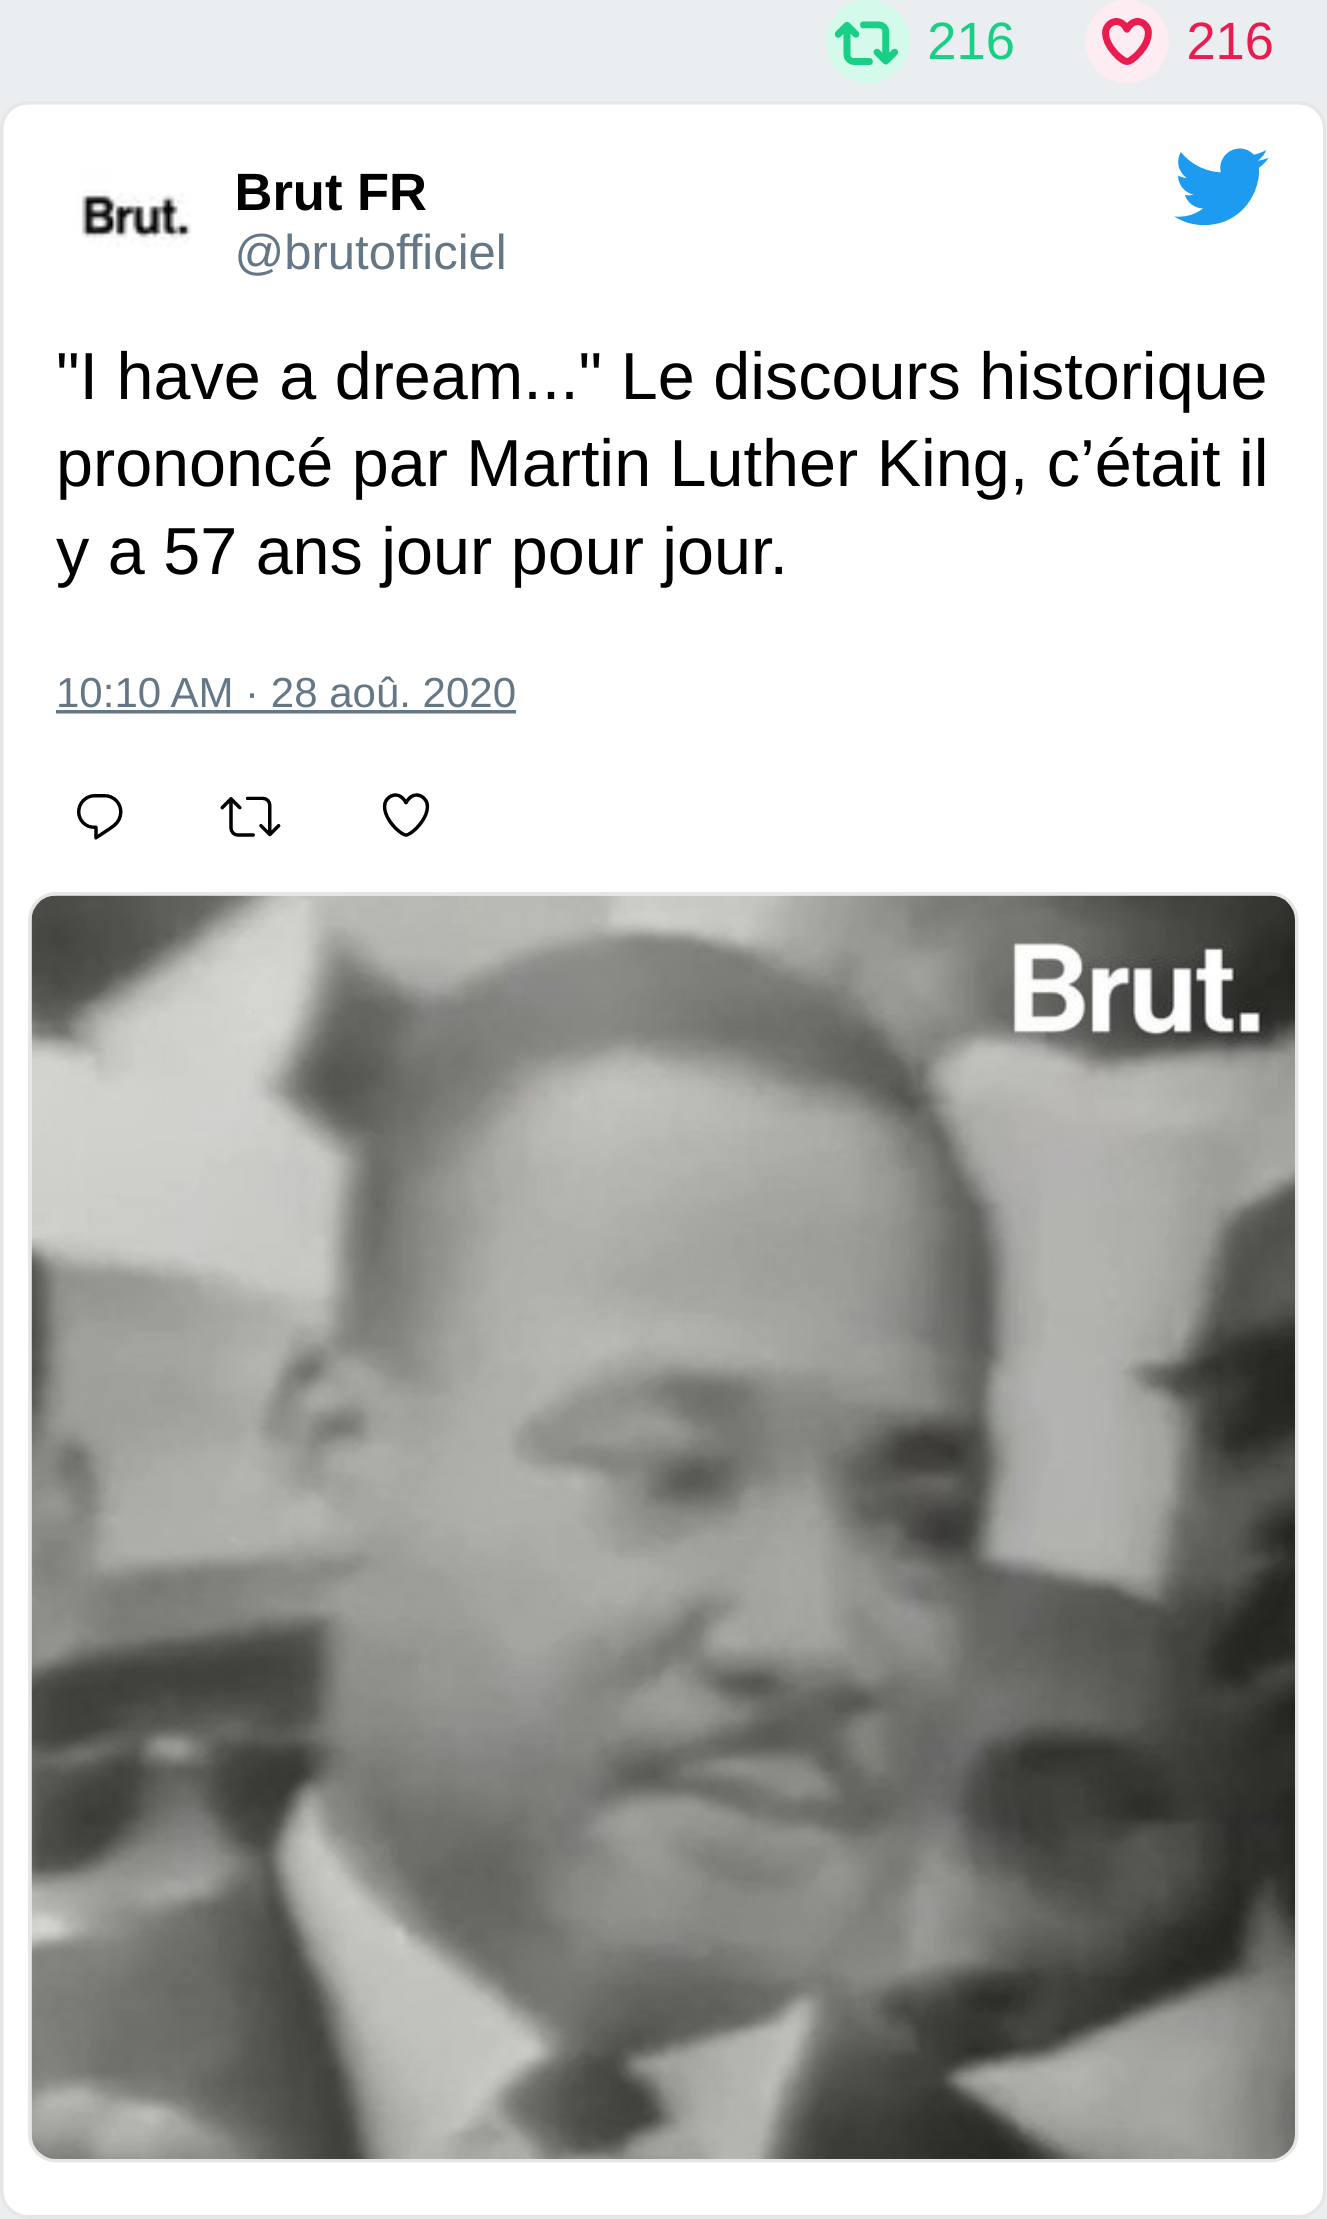 216 216
Brut.
Brut FR
@brutofficiel
"I have a dream..." Le discours historique
prononcé par Martin Luther King, c’était il
y a 57 ans jour pour jour.
10:10 AM · 28 aoû. 2020
Brut.